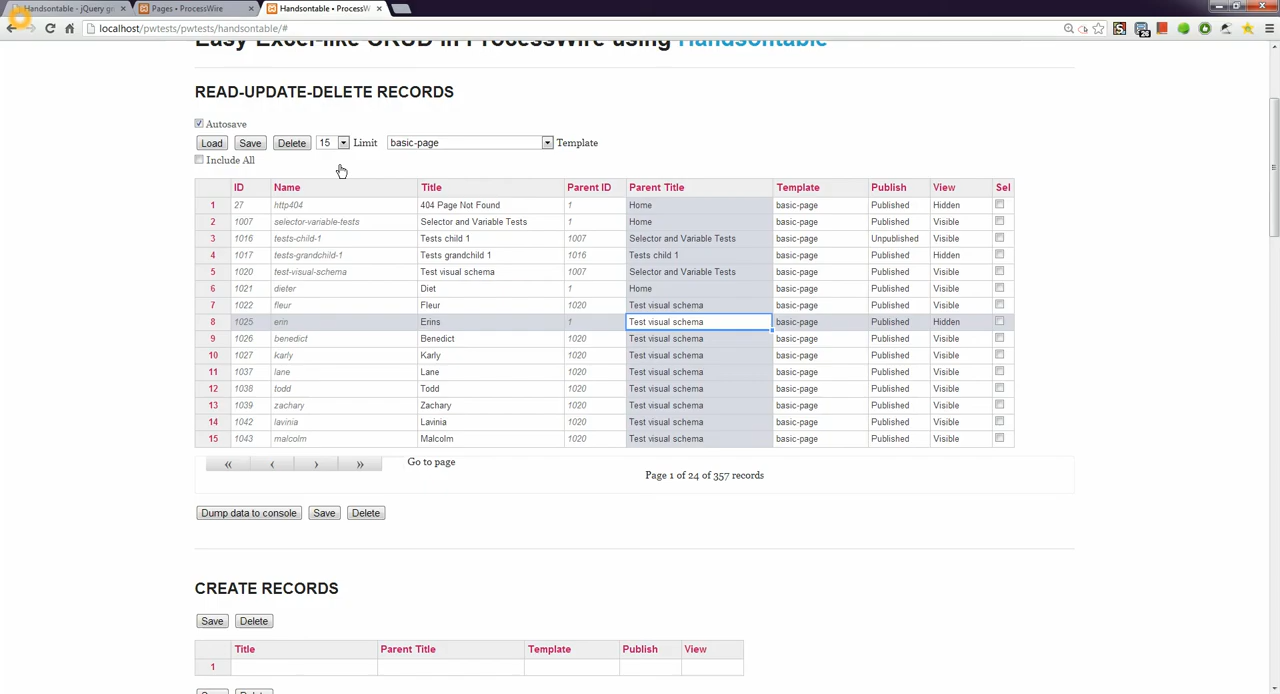 Handsontable - jQuery g
Pages • ProcessWire
Handsontable • ProcessW
localhost/pwtests/pwtests/handsontable/#
Easy Excel-like CRUD in ProcessWire using Handsontable
READ-UPDATE-DELETE RECORDS
Autosave
Load Save Delete 15 Limit basic-page Template
Include All
ID Name Title Parent ID Parent Title Template Publish View Sel
1 27 http404 404 Page Not Found 1 Home basic-page Published Hidden
2 1007 selector-variable-tests Selector and Variable Tests 1 Home basic-page Published Visible
3 1016 tests-child-1 Tests child 1 1007 Selector and Variable Tests basic-page Unpublished Visible
4 1017 tests-grandchild-1 Tests grandchild 1 1016 Tests child 1 basic-page Published Hidden
5 1020 test-visual-schema Test visual schema 1007 Selector and Variable Tests basic-page Published Visible
6 1021 dieter Diet 1 Home basic-page Published Visible
7 1022 fleur Fleur 1020 Test visual schema basic-page Published Visible
8 1025 erin Erins 1 Test visual schema basic-page Published Hidden
9 1026 benedict Benedict 1020 Test visual schema basic-page Published Visible
10 1027 karly Karly 1020 Test visual schema basic-page Published Visible
11 1037 lane Lane 1020 Test visual schema basic-page Published Visible
12 1038 todd Todd 1020 Test visual schema basic-page Published Visible
13 1039 zachary Zachary 1020 Test visual schema basic-page Published Visible
14 1042 lavinia Lavinia 1020 Test visual schema basic-page Published Visible
15 1043 malcolm Malcolm 1020 Test visual schema basic-page Published Visible
« ‹ › » Go to page
Page 1 of 24 of 357 records
Dump data to console Save Delete
CREATE RECORDS
Save Delete
Title Parent Title Template Publish View
1